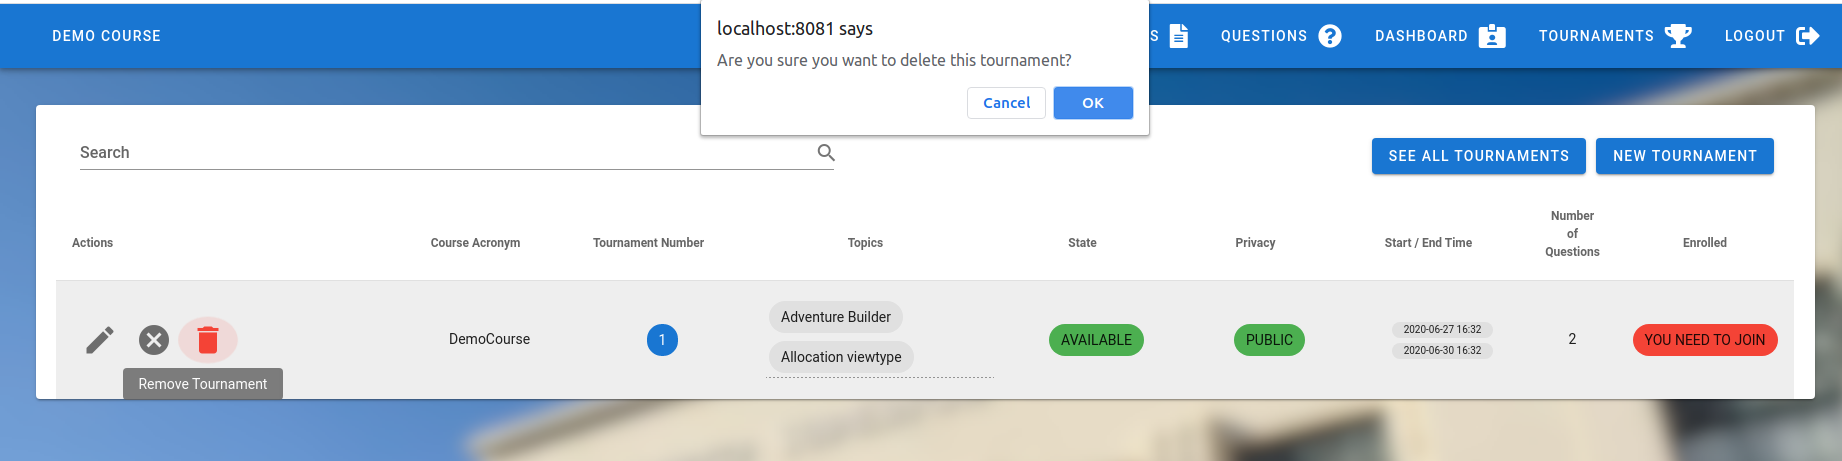 DEMO COURSE
S
QUESTIONS
DASHBOARD
TOURNAMENTS
LOGOUT
localhost:8081 says
Are you sure you want to delete this tournament?
Cancel
OK
Search
SEE ALL TOURNAMENTS
NEW TOURNAMENT
Actions
Course Acronym
Tournament Number
Topics
State
Privacy
Start / End Time
Number
of
Questions
Enrolled
DemoCourse
1
Adventure Builder
Allocation viewtype
AVAILABLE
PUBLIC
2020-06-27 16:32
2020-06-30 16:32
2
YOU NEED TO JOIN
Remove Tournament